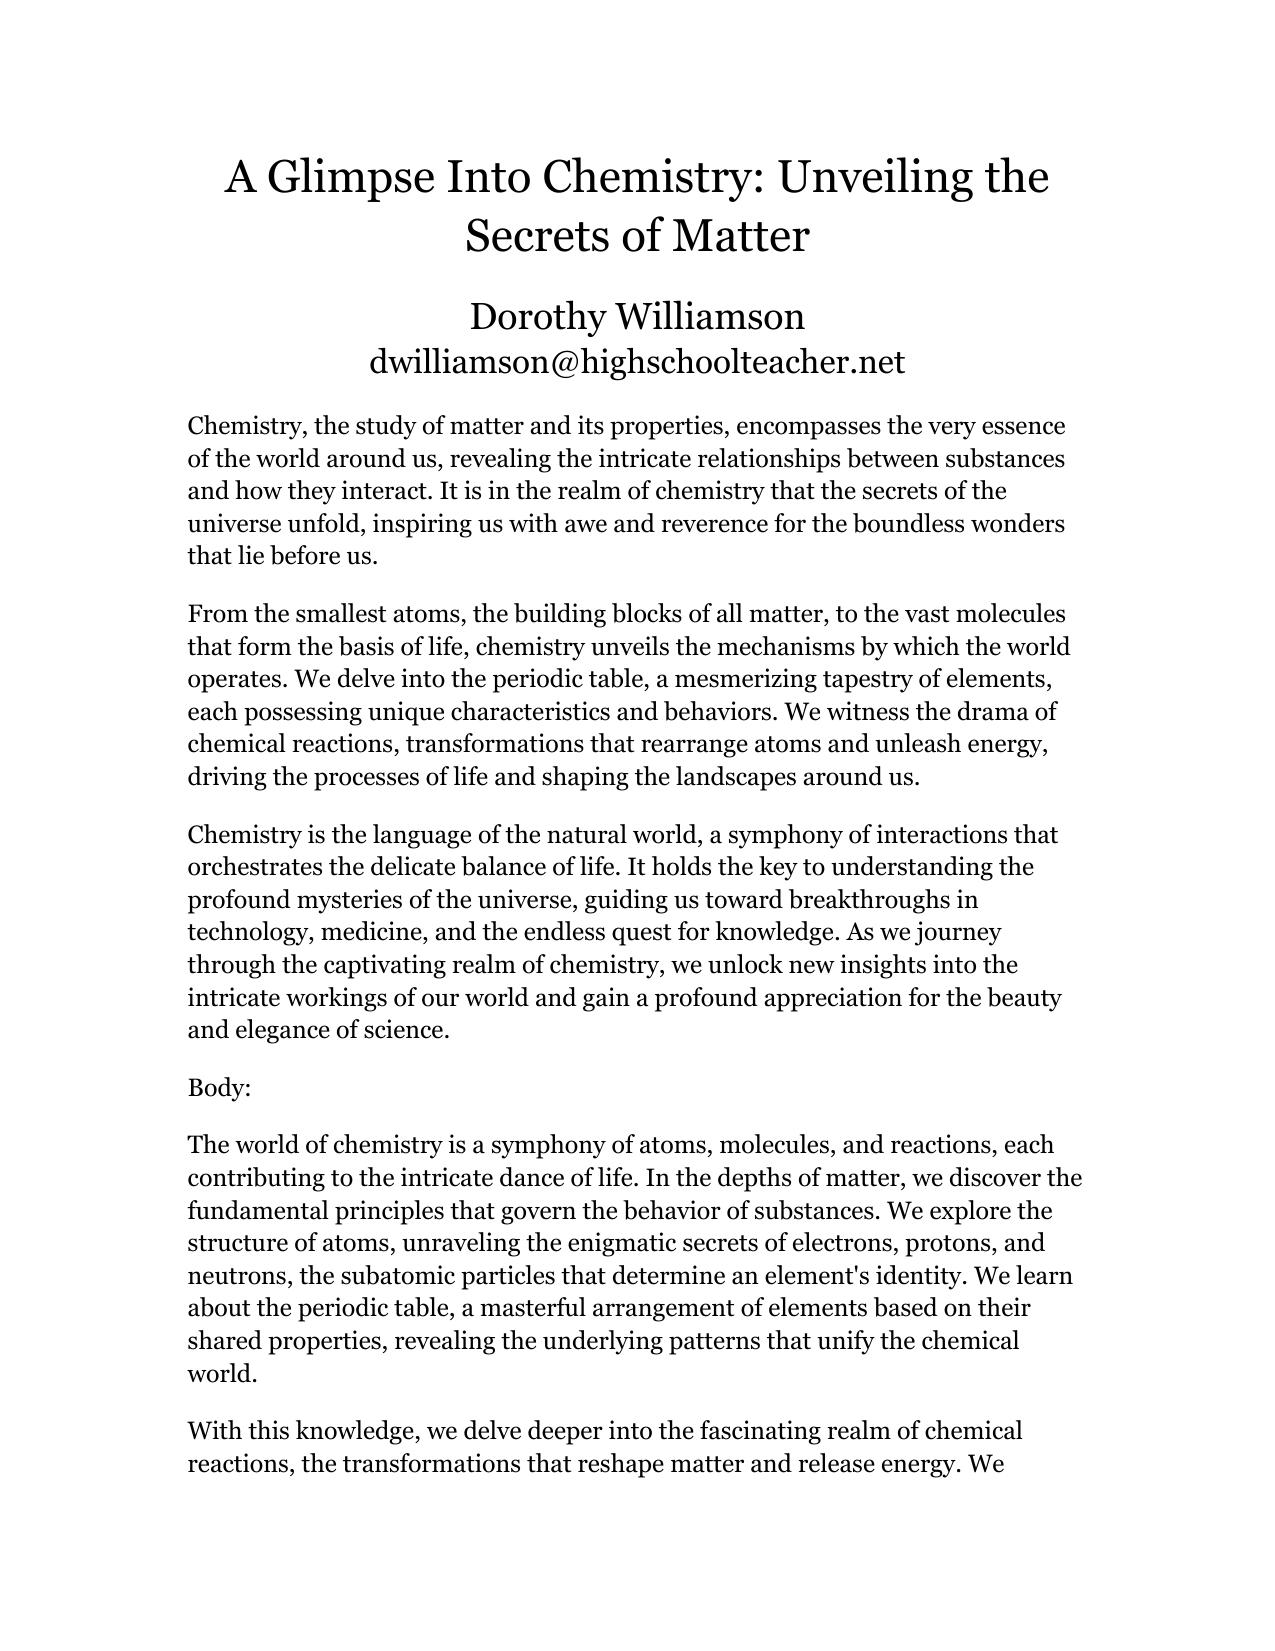 A Glimpse Into Chemistry: Unveiling the
Secrets of Matter
Dorothy Williamson
dwilliamson@highschoolteacher.net
Chemistry, the study of matter and its properties, encompasses the very essence
of the world around us, revealing the intricate relationships between substances
and how they interact. It is in the realm of chemistry that the secrets of the
universe unfold, inspiring us with awe and reverence for the boundless wonders
that lie before us.
From the smallest atoms, the building blocks of all matter, to the vast molecules
that form the basis of life, chemistry unveils the mechanisms by which the world
operates. We delve into the periodic table, a mesmerizing tapestry of elements,
each possessing unique characteristics and behaviors. We witness the drama of
chemical reactions, transformations that rearrange atoms and unleash energy,
driving the processes of life and shaping the landscapes around us.
Chemistry is the language of the natural world, a symphony of interactions that
orchestrates the delicate balance of life. It holds the key to understanding the
profound mysteries of the universe, guiding us toward breakthroughs in
technology, medicine, and the endless quest for knowledge. As we journey
through the captivating realm of chemistry, we unlock new insights into the
intricate workings of our world and gain a profound appreciation for the beauty
and elegance of science.
Body:
The world of chemistry is a symphony of atoms, molecules, and reactions, each
contributing to the intricate dance of life. In the depths of matter, we discover the
fundamental principles that govern the behavior of substances. We explore the
structure of atoms, unraveling the enigmatic secrets of electrons, protons, and
neutrons, the subatomic particles that determine an element's identity. We learn
about the periodic table, a masterful arrangement of elements based on their
shared properties, revealing the underlying patterns that unify the chemical
world.
With this knowledge, we delve deeper into the fascinating realm of chemical
reactions, the transformations that reshape matter and release energy. We